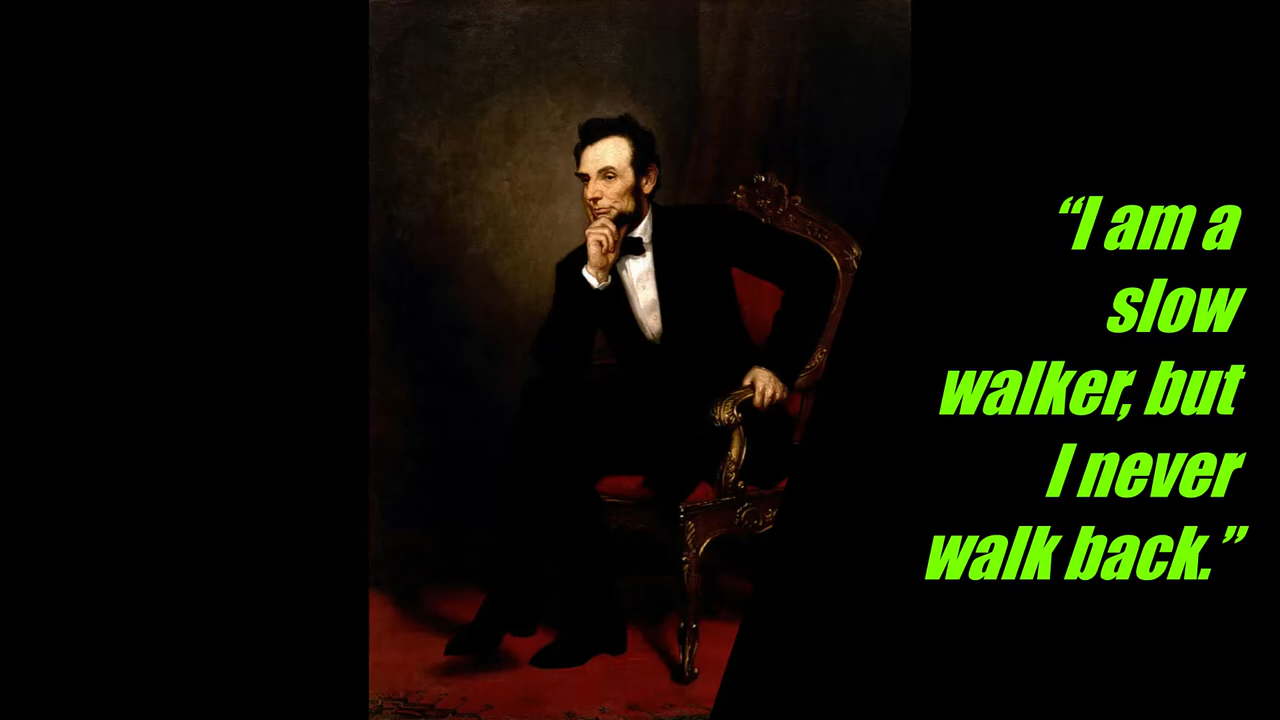 “I am a
slow
walker, but
I never
walk back.”